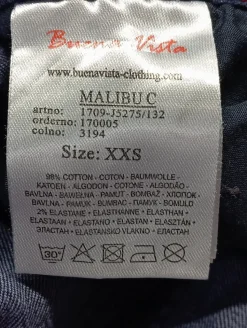 Buena Vista
www.buenavista-clothing.com
MALIBU C
artno: 1709-J5275/132
orderno: 170005
colno: 3194
Size: XXS
98% COTTON - COTON - BAUMWOLLE -
KATOEN - ALGODON - COTONE - ALGODAO -
BAVLNA - BAWEŁNA - PAMUT - BOMBAŽ - ХЛОПОК -
BAVLNA - PAMUK - BUMBAC - ПАМУК - BOMULD
2% ELASTANE - ELASTHANNE - ELASTHAN -
ELASTAAN - ELASTANO - ELASTAN - ELASZTÁN -
ЭЛАСТАН - ELASTANSKO VLAKNO - ЕЛАСТАН
30°